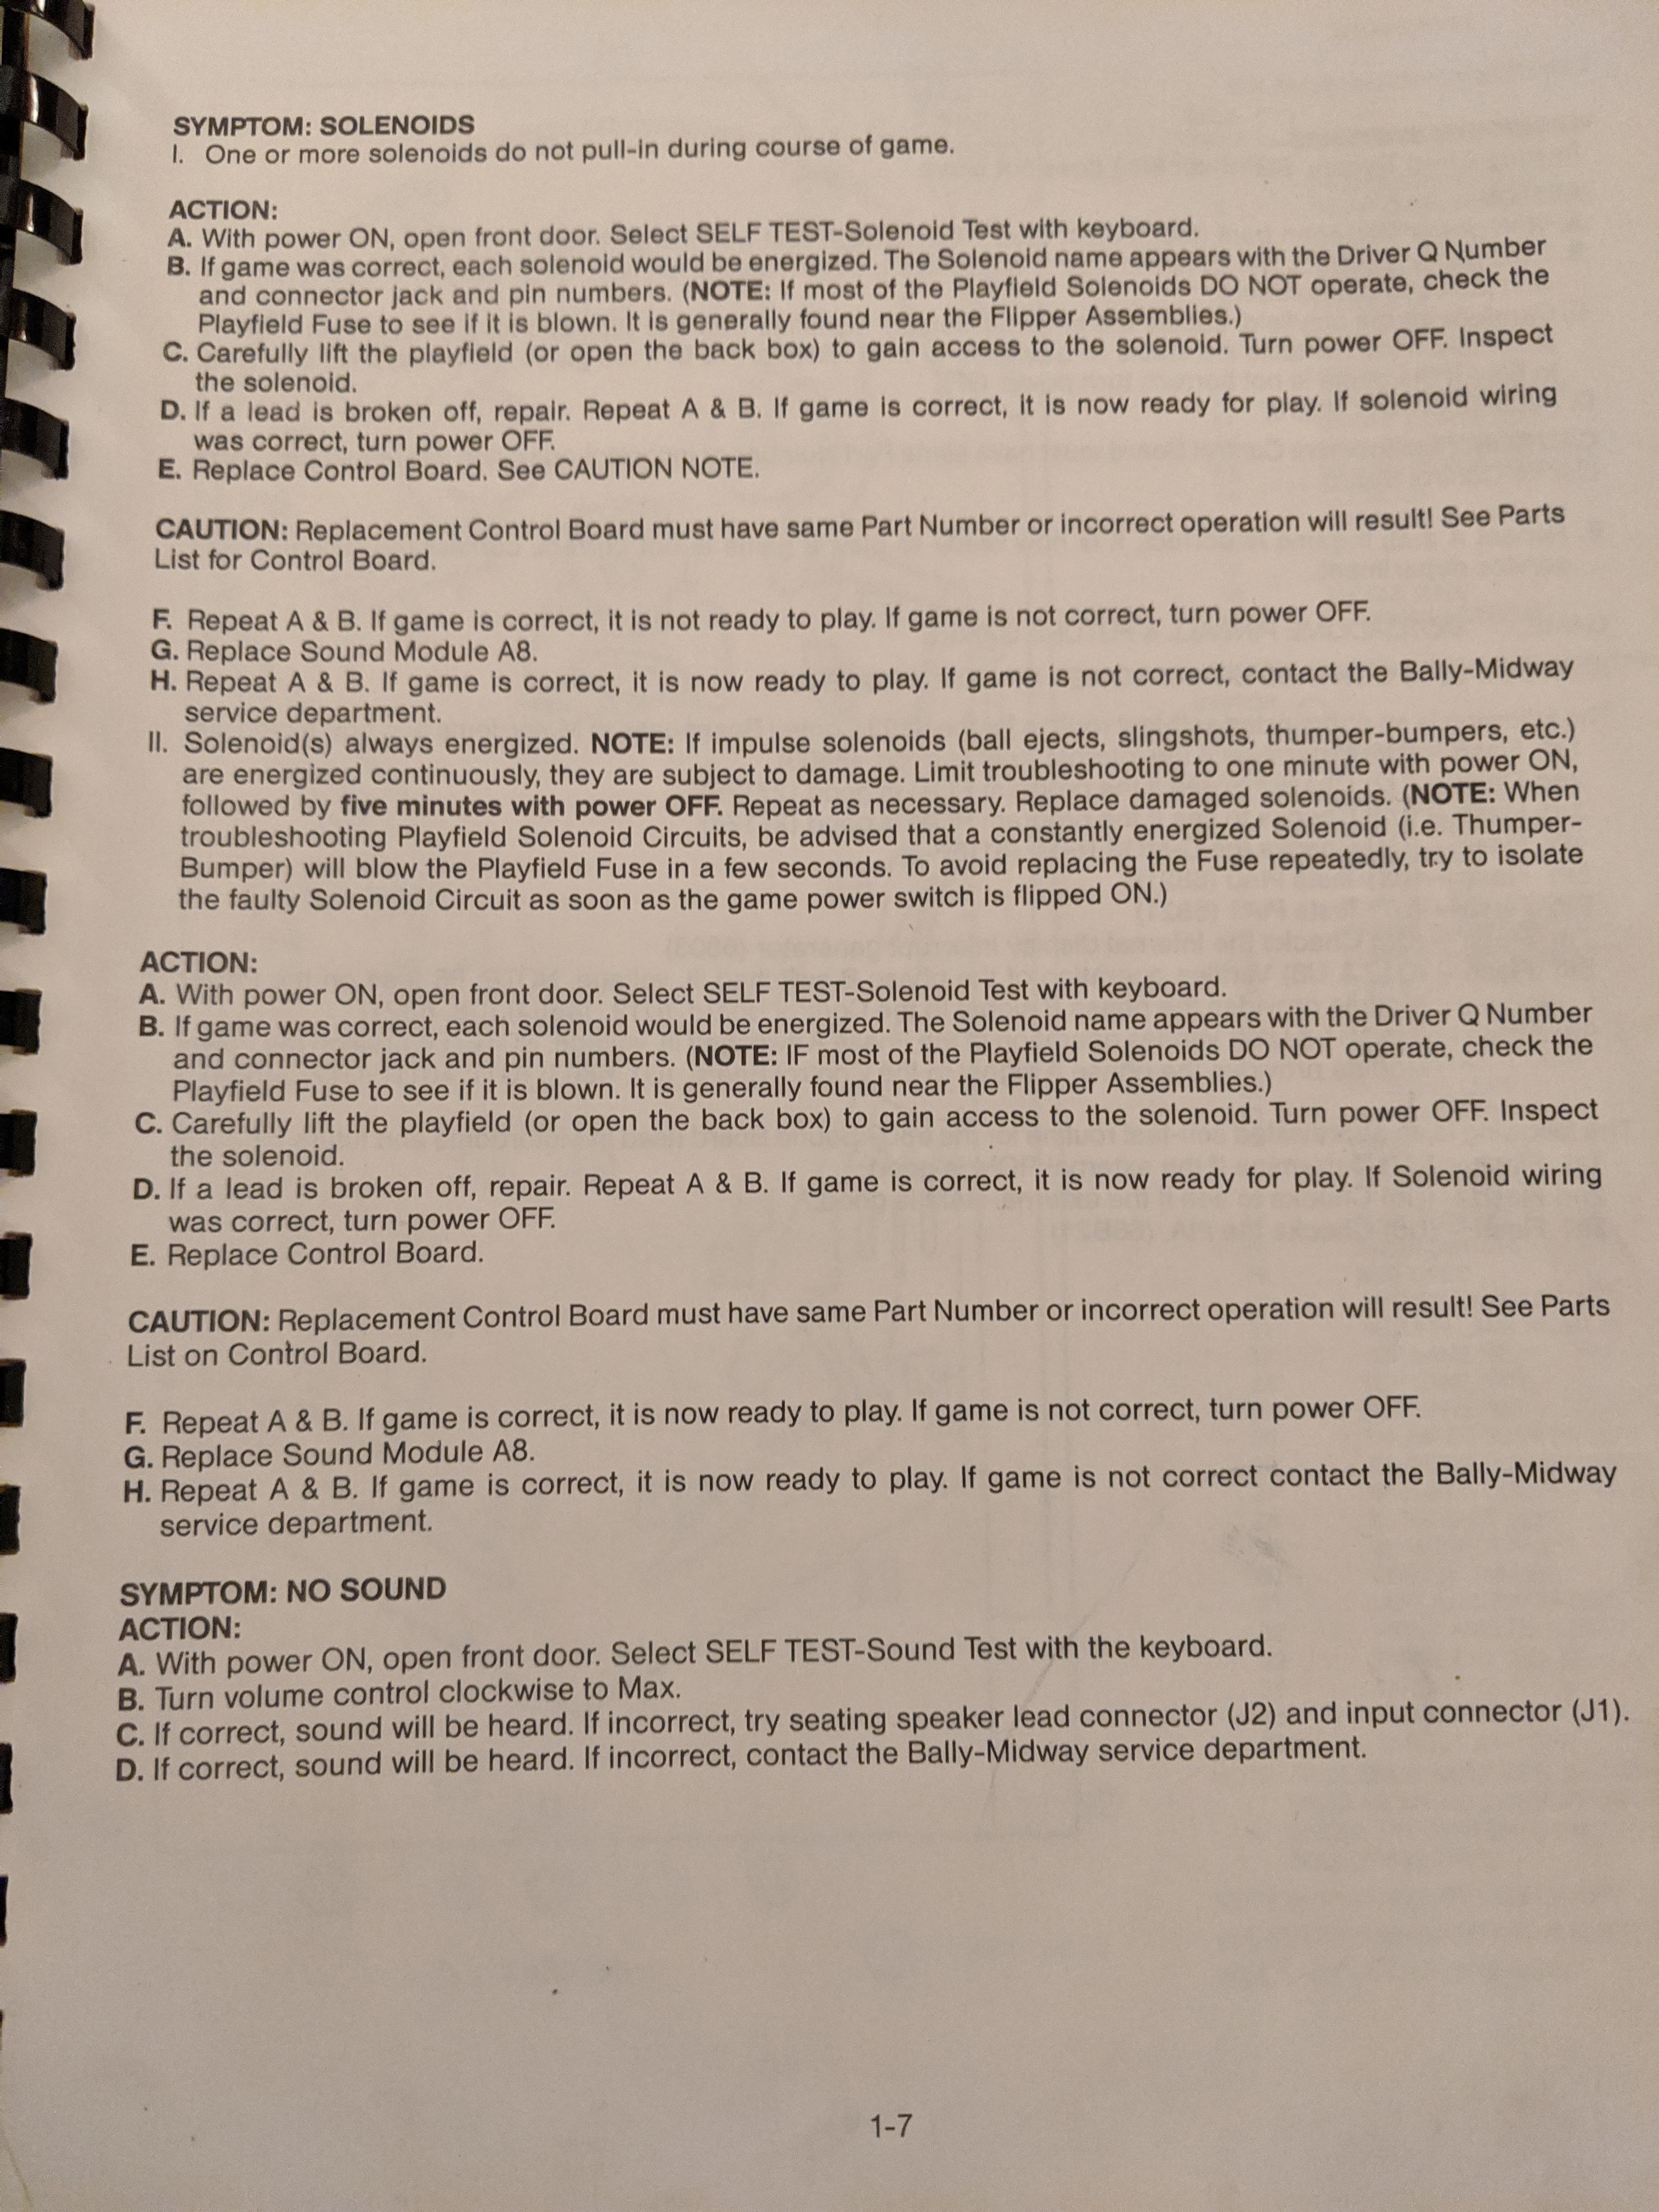 SYMPTOM: SOLENOIDS
I. One or more solenoids do not pull-in during course of game.
ACTION:
A. With power ON, open front door. Select SELF TEST-Solenoid Test with keyboard.
B. If game was correct, each solenoid would be energized. The Solenoid name appears with the Driver Q Number
and connector jack and pin numbers. (NOTE: If most of the Playfield Solenoids DO NOT operate, check the
Playfield Fuse to see if it is blown. It is generally found near the Flipper Assemblies.)
C. Carefully lift the playfield (or open the back box) to gain access to the solenoid. Turn power OFF. Inspect
the solenoid.
D. If a lead is broken off, repair. Repeat A & B. If game is correct, it is now ready for play. If solenoid wiring
was correct, turn power OFF.
E. Replace Control Board. See CAUTION NOTE.
CAUTION: Replacement Control Board must have same Part Number or incorrect operation will result! See Parts
List for Control Board.
F. Repeat A & B. If game is correct, it is not ready to play. If game is not correct, turn power OFF.
G. Replace Sound Module A8.
H. Repeat A & B. If game is correct, it is now ready to play. If game is not correct, contact the Bally-Midway
service department.
II. Solenoid(s) always energized. NOTE: If impulse solenoids (ball ejects, slingshots, thumper-bumpers, etc.)
are energized continuously, they are subject to damage. Limit troubleshooting to one minute with power ON,
followed by five minutes with power OFF. Repeat as necessary. Replace damaged solenoids. (NOTE: When
troubleshooting Playfield Solenoid Circuits, be advised that a constantly energized Solenoid (i.e. Thumper-
Bumper) will blow the Playfield Fuse in a few seconds. To avoid replacing the Fuse repeatedly, try to isolate
the faulty Solenoid Circuit as soon as the game power switch is flipped ON.)
ACTION:
A. With power ON, open front door. Select SELF TEST-Solenoid Test with keyboard.
B. If game was correct, each solenoid would be energized. The Solenoid name appears with the Driver Q Number
and connector jack and pin numbers. (NOTE: IF most of the Playfield Solenoids DO NOT operate, check the
Playfield Fuse to see if it is blown. It is generally found near the Flipper Assemblies.)
C. Carefully lift the playfield (or open the back box) to gain access to the solenoid. Turn power OFF. Inspect
the solenoid.
D. If a lead is broken off, repair. Repeat A & B. If game is correct, it is now ready for play. If Solenoid wiring
was correct, turn power OFF.
E. Replace Control Board.
CAUTION: Replacement Control Board must have same Part Number or incorrect operation will result! See Parts
List on Control Board.
F. Repeat A & B. If game is correct, it is now ready to play. If game is not correct, turn power OFF.
G. Replace Sound Module A8.
H. Repeat A & B. If game is correct, it is now ready to play. If game is not correct contact the Bally-Midway
service department.
SYMPTOM: NO SOUND
ACTION:
A. With power ON, open front door. Select SELF TEST-Sound Test with the keyboard.
B. Turn volume control clockwise to Max.
C. If correct, sound will be heard. If incorrect, try seating speaker lead connector (J2) and input connector (J1).
D. If correct, sound will be heard. If incorrect, contact the Bally-Midway service department.
1-7